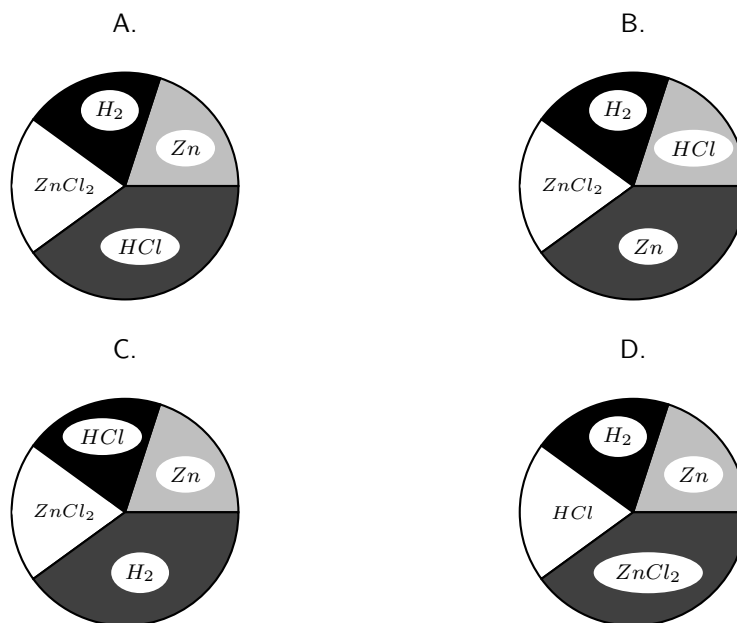 A.
H₂
Zn
ZnCl₂
HCl
B.
H₂
HCl
ZnCl₂
Zn
C.
HCl
Zn
ZnCl₂
H₂
D.
H₂
Zn
HCl
ZnCl₂